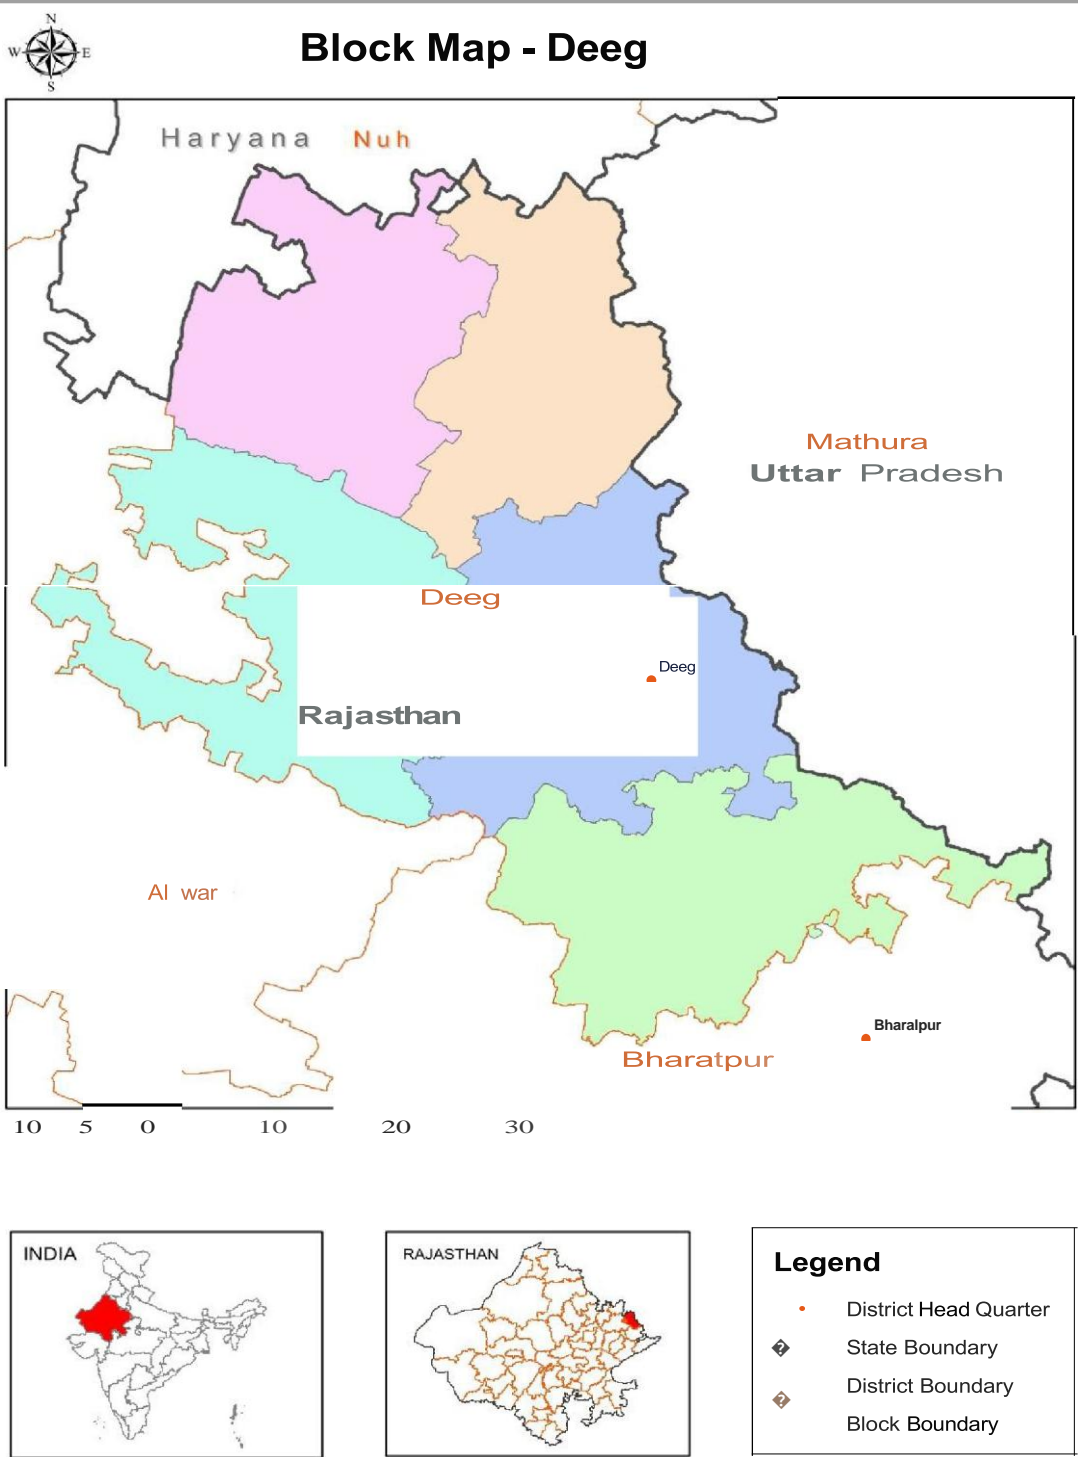 N
W E
S
Block Map - Deeg
Haryana Nuh
Mathura
Uttar Pradesh
Deeg
Deeg
Rajasthan
Al war
Bharalpur
Bharatpur
10 5 0 10 20 30
INDIA
RAJASTHAN
Legend
District Head Quarter
State Boundary
District Boundary
Block Boundary